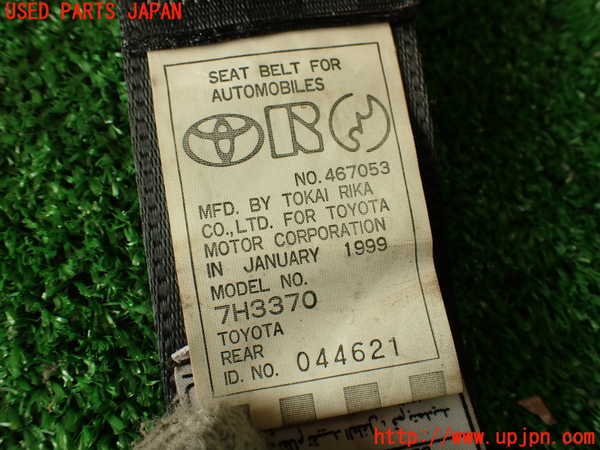 USED PARTS JAPAN
SEAT BELT FOR
AUTOMOBILES
NO. 467053
MFD. BY TOKAI RIKA
CO., LTD. FOR TOYOTA
MOTOR CORPORATION
IN JANUARY 1999
MODEL NO.
7H3370
TOYOTA
REAR
ID. NO. 044621
http://www.upjpn.com/